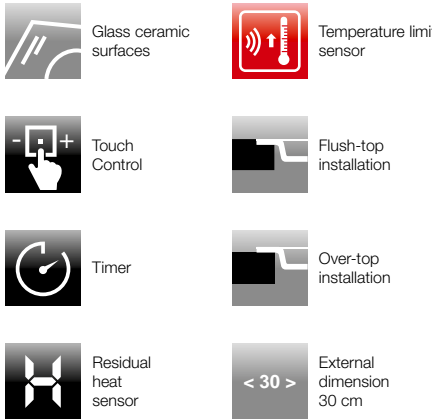 Glass ceramic
surfaces
Temperature limi
sensor
- +
Touch
Control
Flush-top
installation
Timer
Over-top
installation
H
Residual
heat
sensor
< 30 >
External
dimension
30 cm